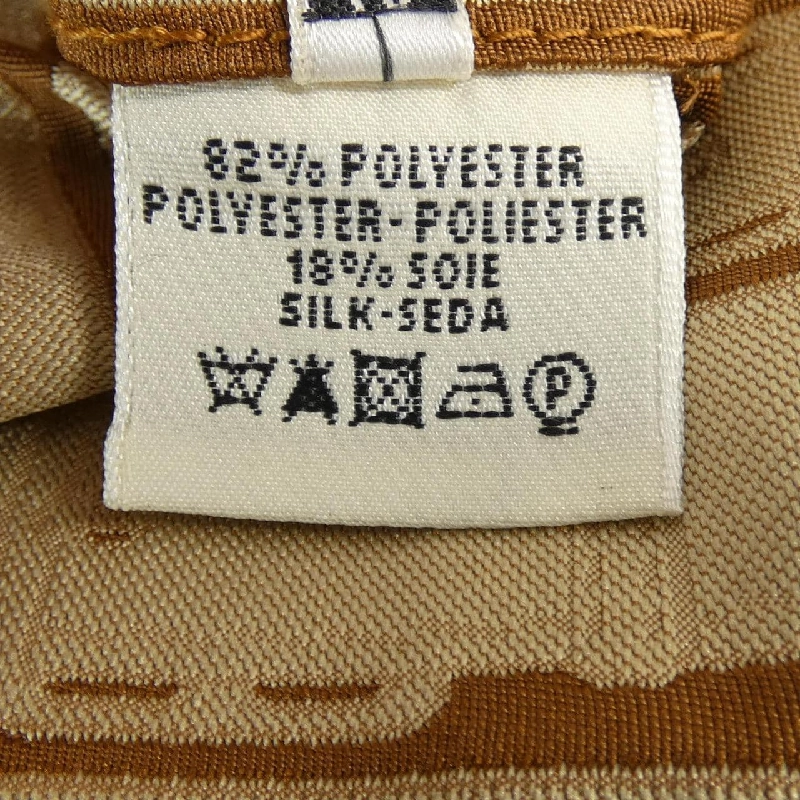 82% POLYESTER
POLYESTER-POLIESTER
18% SOIE
SILK-SEDA
P